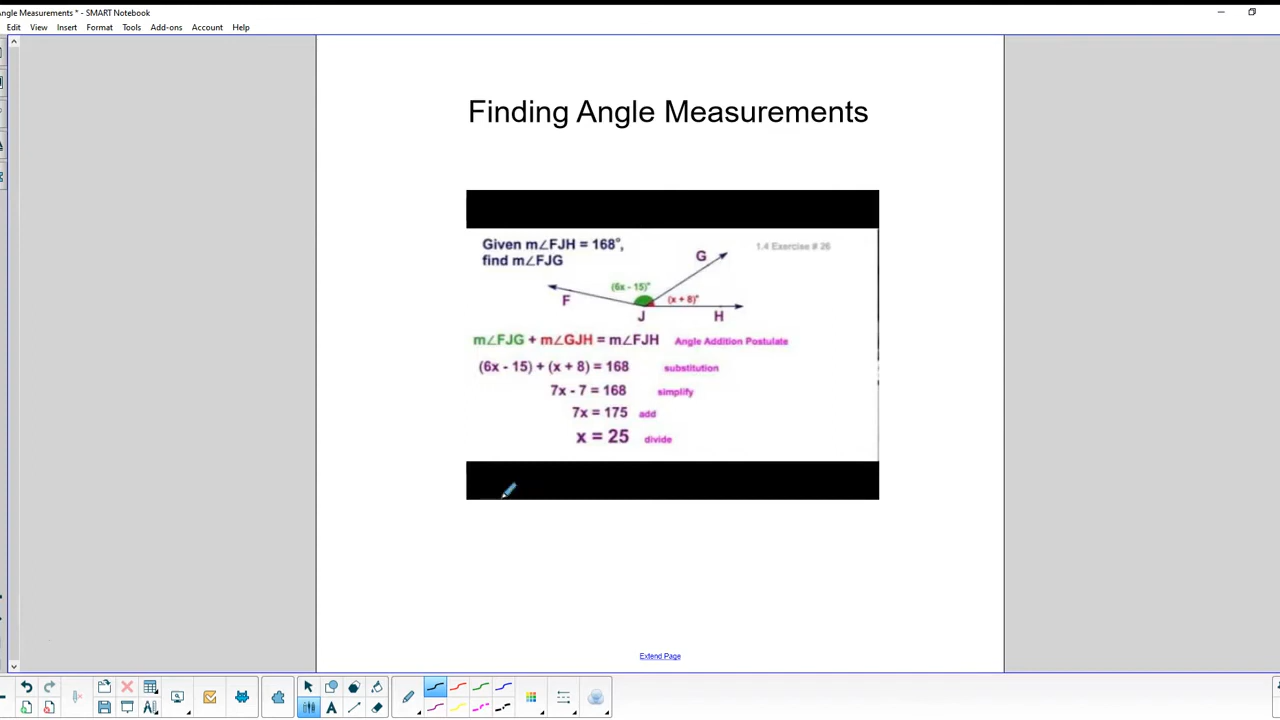 Angle Measurements * - SMART Notebook
Edit View Insert Format Tools Add-ons Account Help
Finding Angle Measurements
Given m∠FJH = 168°,
find m∠FJG
1.4 Exercise # 26
G
(6x - 15)°
(x + 8)°
F
J
H
m∠FJG + m∠GJH = m∠FJH Angle Addition Postulate
(6x - 15) + (x + 8) = 168 substitution
7x - 7 = 168 simplify
7x = 175 add
x = 25 divide
Extend Page